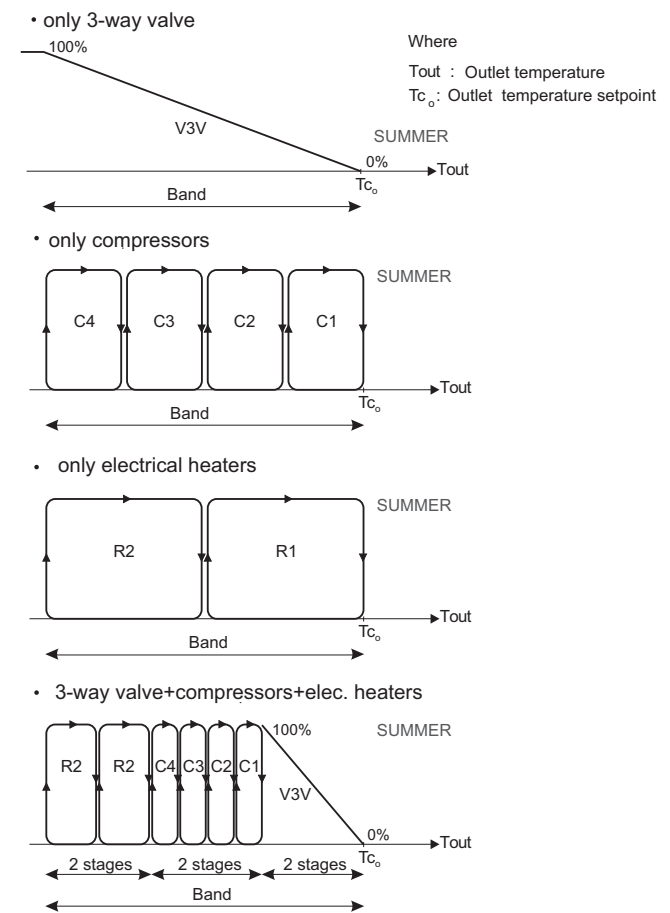 • only 3-way valve
100%
Where
Tout : Outlet temperature
Tco: Outlet temperature setpoint
V3V
SUMMER
0%
Tout
Tco
Band
• only compressors
SUMMER
C4 C3 C2 C1
Tout
Tco
Band
• only electrical heaters
SUMMER
R2 R1
Tout
Tco
Band
• 3-way valve+compressors+elec. heaters
100% SUMMER
R2 R2 C4 C3 C2 C1
V3V
0%
Tout
Tco
2 stages 2 stages 2 stages
Band